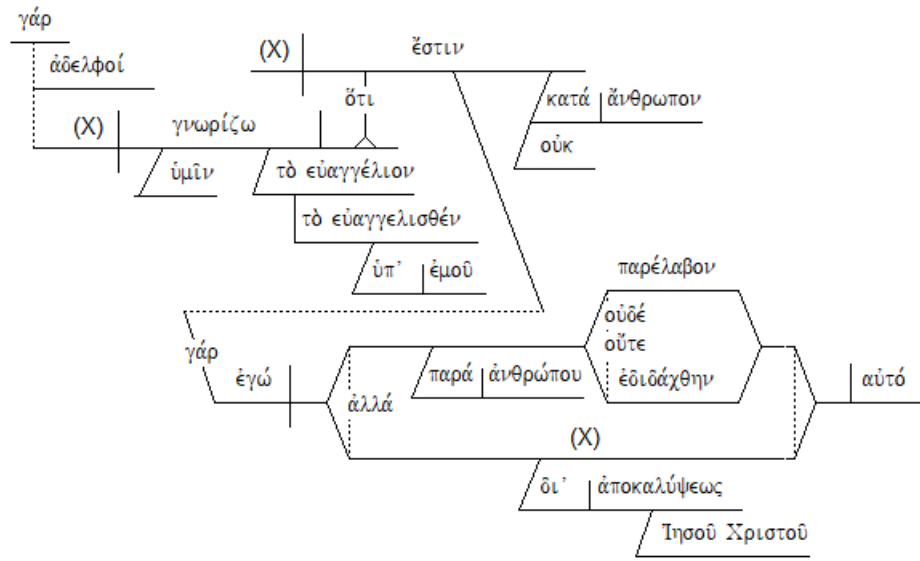 γάρ
ἀδελφοί
(X) ἔστιν
ὅτι
κατά ἄνθρωπον
(X) γνωρίζω
οὐκ
ὑμῖν
τὸ εὐαγγέλιον
τὸ εὐαγγελισθέν
ὑπ' ἐμοῦ
παρέλαβον
οὐδέ
οὔτε
γάρ
ἐγώ
παρά ἀνθρώπου
ἐδιδάχθην
αὐτό
ἀλλά
(X)
δι' ἀποκαλύψεως
Ἰησοῦ Χριστοῦ